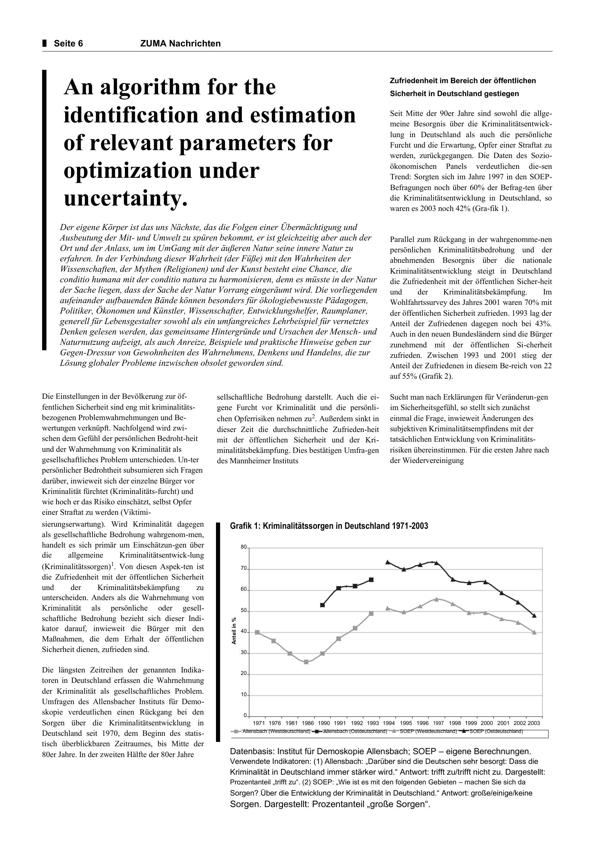 Seite 6 ZUMA Nachrichten
An algorithm for the
identification and estimation
of relevant parameters for
optimization under
uncertainty.
Der eigene Körper ist das uns Nächste, das die Folgen einer Übermächtigung und
Ausbeutung der Mit- und Umwelt zu spüren bekommt, er ist gleichzeitig aber auch der
Ort und der Anlass, um im UmGang mit der äußeren Natur seine innere Natur zu
erfahren. In der Verbindung dieser Wahrheit (der Füße) mit den Wahrheiten der
Wissenschaften, der Mythen (Religionen) und der Kunst besteht eine Chance, die
conditio humana mit der conditio natura zu harmonisieren, denn es müsste in der Natur
der Sache liegen, dass der Sache der Natur Vorrang eingeräumt wird. Die vorliegenden
aufeinander aufbauenden Bände können besonders für ökologiebewusste Pädagogen,
Politiker, Ökonomen und Künstler, Wissenschafter, Entwicklungshelfer, Raumplaner,
generell für Lebensgestalter sowohl als ein umfangreiches Lehrbeispiel für vernetztes
Denken gelesen werden, das gemeinsame Hintergründe und Ursachen der Mensch- und
Naturnutzung aufzeigt, als auch Anreize, Beispiele und praktische Hinweise geben zur
Gegen-Dressur von Gewohnheiten des Wahrnehmens, Denkens und Handelns, die zur
Lösung globaler Probleme inzwischen obsolet geworden sind.
Zufriedenheit im Bereich der öffentlichen
Sicherheit in Deutschland gestiegen
Seit Mitte der 90er Jahre sind sowohl die allge-
meine Besorgnis über die Kriminalitätsentwick-
lung in Deutschland als auch die persönliche
Furcht und die Erwartung, Opfer einer Straftat zu
werden, zurückgegangen. Die Daten des Sozio-
ökonomischen Panels verdeutlichen die-sen
Trend: Sorgten sich im Jahre 1997 in den SOEP-
Befragungen noch über 60% der Befrag-ten über
die Kriminalitätsentwicklung in Deutschland, so
waren es 2003 noch 42% (Gra-fik 1).
Parallel zum Rückgang in der wahrgenomme-nen
persönlichen Kriminalitätsbedrohung und der
abnehmenden Besorgnis über die nationale
Kriminalitätsentwicklung steigt in Deutschland
die Zufriedenheit mit der öffentlichen Sicher-heit
und der Kriminalitätsbekämpfung. Im
Wohlfahrtssurvey des Jahres 2001 waren 70% mit
der öffentlichen Sicherheit zufrieden. 1993 lag der
Anteil der Zufriedenen dagegen noch bei 43%.
Auch in den neuen Bundesländern sind die Bürger
zunehmend mit der öffentlichen Si-cherheit
zufrieden. Zwischen 1993 und 2001 stieg der
Anteil der Zufriedenen in diesem Be-reich von 22
auf 55% (Grafik 2).
Die Einstellungen in der Bevölkerung zur öf-
fentlichen Sicherheit sind eng mit kriminalitäts-
bezogenen Problemwahrnehmungen und Be-
wertungen verknüpft. Nachfolgend wird zwi-
schen dem Gefühl der persönlichen Bedroht-heit
und der Wahrnehmung von Kriminalität als
gesellschaftliches Problem unterschieden. Un-ter
persönlicher Bedrohtheit subsumieren sich Fragen
darüber, inwieweit sich der einzelne Bürger vor
Kriminalität fürchtet (Kriminalitäts-furcht) und
wie hoch er das Risiko einschätzt, selbst Opfer
einer Straftat zu werden (Viktimi-
sierungserwartung). Wird Kriminalität dagegen
als gesellschaftliche Bedrohung wahrgenom-men,
handelt es sich primär um Einschätzun-gen über
die allgemeine Kriminalitätsentwick-lung
(Kriminalitätssorgen)1. Von diesen Aspek-ten ist
die Zufriedenheit mit der öffentlichen Sicherheit
und der Kriminalitätsbekämpfung zu
unterscheiden. Anders als die Wahrnehmung von
Kriminalität als persönliche oder gesell-
schaftliche Bedrohung bezieht sich dieser Indi-
kator darauf, inwieweit die Bürger mit den
Maßnahmen, die dem Erhalt der öffentlichen
Sicherheit dienen, zufrieden sind.
Die längsten Zeitreihen der genannten Indika-
toren in Deutschland erfassen die Wahrnehmung
der Kriminalität als gesellschaftliches Problem.
Umfragen des Allensbacher Instituts für Demo-
skopie verdeutlichen einen Rückgang bei den
Sorgen über die Kriminalitätsentwicklung in
Deutschland seit 1970, dem Beginn des statis-
tisch überblickbaren Zeitraumes, bis Mitte der
80er Jahre. In der zweiten Hälfte der 80er Jahre
sellschaftliche Bedrohung darstellt. Auch die ei-
gene Furcht vor Kriminalität und die persönli-
chen Opferrisiken nehmen zu2. Außerdem sinkt in
dieser Zeit die durchschnittliche Zufrieden-heit
mit der öffentlichen Sicherheit und der Kri-
minalitätsbekämpfung. Dies bestätigen Umfra-gen
des Mannheimer Instituts
Sucht man nach Erklärungen für Veränderun-gen
im Sicherheitsgefühl, so stellt sich zunächst
einmal die Frage, inwieweit Änderungen des
subjektiven Kriminalitätsempfindens mit der
tatsächlichen Entwicklung von Kriminalitäts-
risiken übereinstimmen. Für die ersten Jahre nach
der Wiedervereinigung
Grafik 1: Kriminalitätssorgen in Deutschland 1971-2003
Anteil in %
80
70
60
50
40
30
20
10
0
1971 1976 1981 1986 1990 1991 1992 1993 1994 1995 1996 1997 1998 1999 2000 2001 2002 2003
Allensbach (Westdeutschland) Allensbach (Ostdeutschland) SOEP (Westdeutschland) SOEP (Ostdeutschland)
Datenbasis: Institut für Demoskopie Allensbach; SOEP – eigene Berechnungen.
Verwendete Indikatoren: (1) Allensbach: „Darüber sind die Deutschen sehr besorgt: Dass die
Kriminalität in Deutschland immer stärker wird.“ Antwort: trifft zu/trifft nicht zu. Dargestellt:
Prozentanteil „trifft zu“. (2) SOEP: „Wie ist es mit den folgenden Gebieten – machen Sie sich da
Sorgen? Über die Entwicklung der Kriminalität in Deutschland.“ Antwort: große/einige/keine
Sorgen. Dargestellt: Prozentanteil „große Sorgen“.